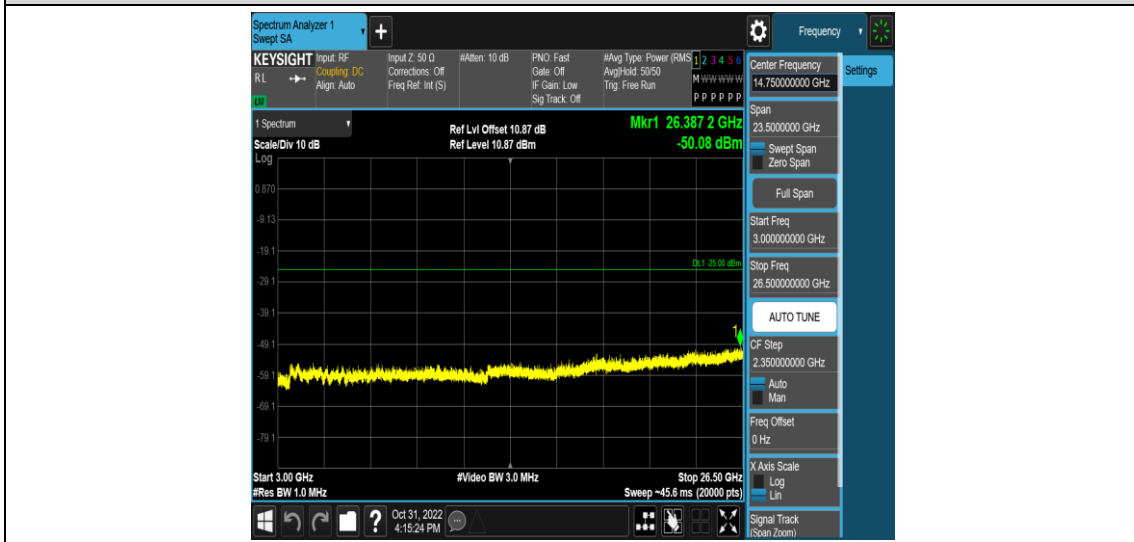 Spectrum Analyzer 1
Swept SA
+
Frequency
KEYSIGHT
RL
Input: RF
Coupling: DC
Align: Auto
Input Z: 50 Ω
Corrections: Off
Freq Ref: Int (S)
#Atten: 10 dB
PNO: Fast
Gate: Off
IF Gain: Low
Sig Track: Off
#Avg Type: Power (RMS
Avg|Hold: 50/50
Trig: Free Run
1 2 3 4 5 6
M W W W W W
P P P P P P
1 Spectrum
Scale/Div 10 dB
Ref Lvl Offset 10.87 dB
Ref Level 10.87 dBm
Mkr1 26.387 2 GHz
-50.08 dBm
Log
0.870
-9.13
-19.1
DL1 -25.00 dBm
-29.1
-39.1
1
-49.1
-59.1
-69.1
-79.1
Start 3.00 GHz
#Res BW 1.0 MHz
#Video BW 3.0 MHz
Stop 26.50 GHz
Sweep ~45.6 ms (20000 pts)
?
Oct 31, 2022
4:15:24 PM
Center Frequency
14.750000000 GHz
Settings
Span
23.5000000 GHz
Swept Span
Zero Span
Full Span
Start Freq
3.000000000 GHz
Stop Freq
26.500000000 GHz
AUTO TUNE
CF Step
2.350000000 GHz
Auto
Man
Freq Offset
0 Hz
X Axis Scale
Log
Lin
Signal Track
(Span Zoom)